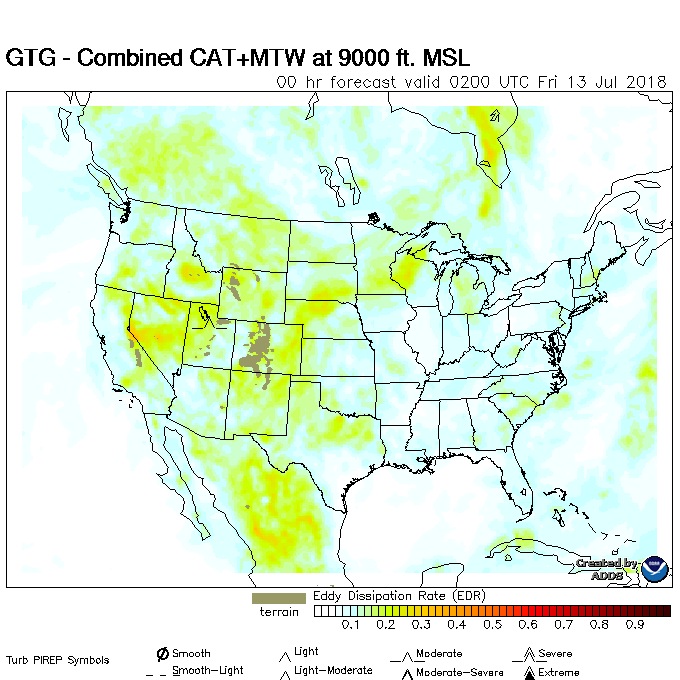 GTG - Combined CAT+MTW at 9000 ft. MSL
00 hr forecast valid 0200 UTC Fri 13 Jul 2018
Created by
ADDS
terrain
Eddy Dissipation Rate (EDR)
0.1 0.2 0.3 0.4 0.5 0.6 0.7 0.8 0.9
Turb PIREP Symbols
Smooth
Light
Moderate
Severe
Smooth-Light
Light-Moderate
Moderate-Severe
Extreme